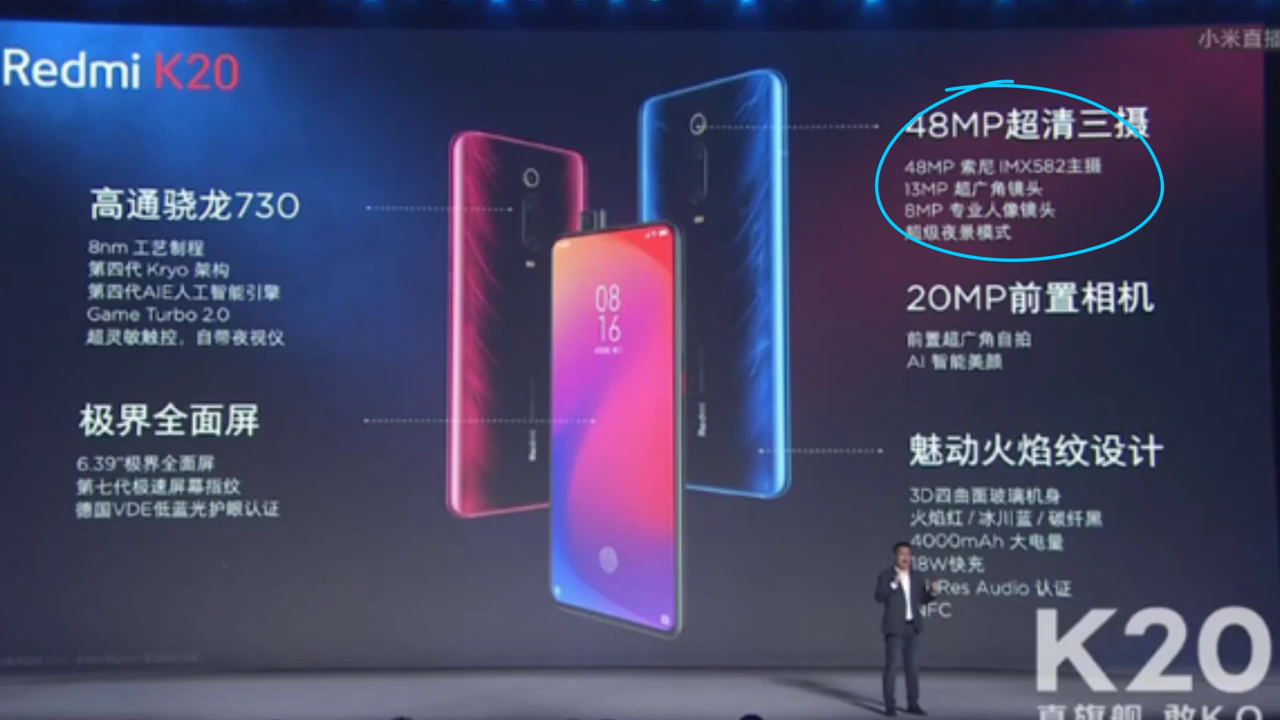 小米直播
Redmi K20
高通骁龙730
8nm 工艺制程
第四代 Kryo 架构
第四代AIE人工智能引擎
Game Turbo 2.0
超灵敏触控,自带夜视仪
极界全面屏
6.39"极界全面屏
第七代极速屏幕指纹
德国VDE低蓝光护眼认证
08
16
Redmi
Redmi
48MP超清三摄
48MP 索尼 IMX582主摄
13MP 超广角镜头
8MP 专业人像镜头
超级夜景模式
20MP前置相机
前置超广角自拍
AI 智能美颜
魅动火焰纹设计
3D四曲面玻璃机身
火焰红 / 冰川蓝 / 碳纤黑
4000mAh 大电量
18W快充
Res Audio 认证
NFC
K20
真旗舰